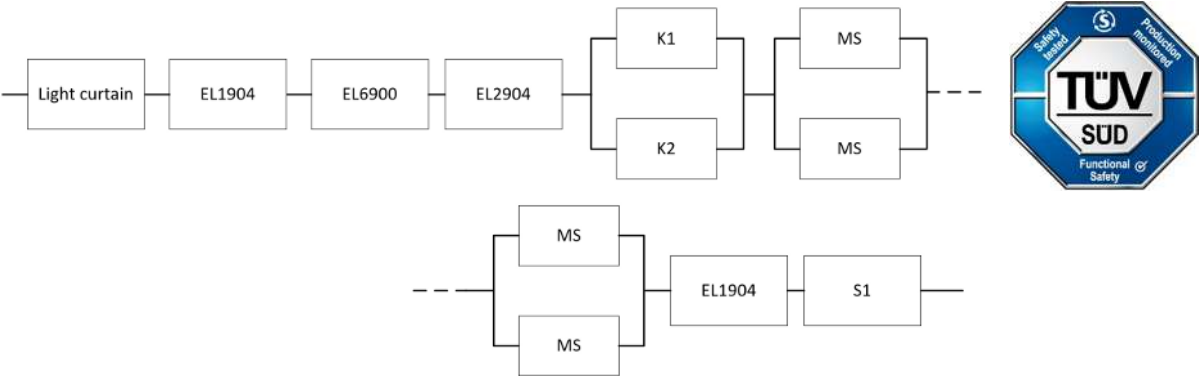 K1
MS
Light curtain
EL1904
EL6900
EL2904
K2
MS
Safety tested
S
Production monitored
TÜV
SÜD
Functional Safety
MS
EL1904
S1
MS